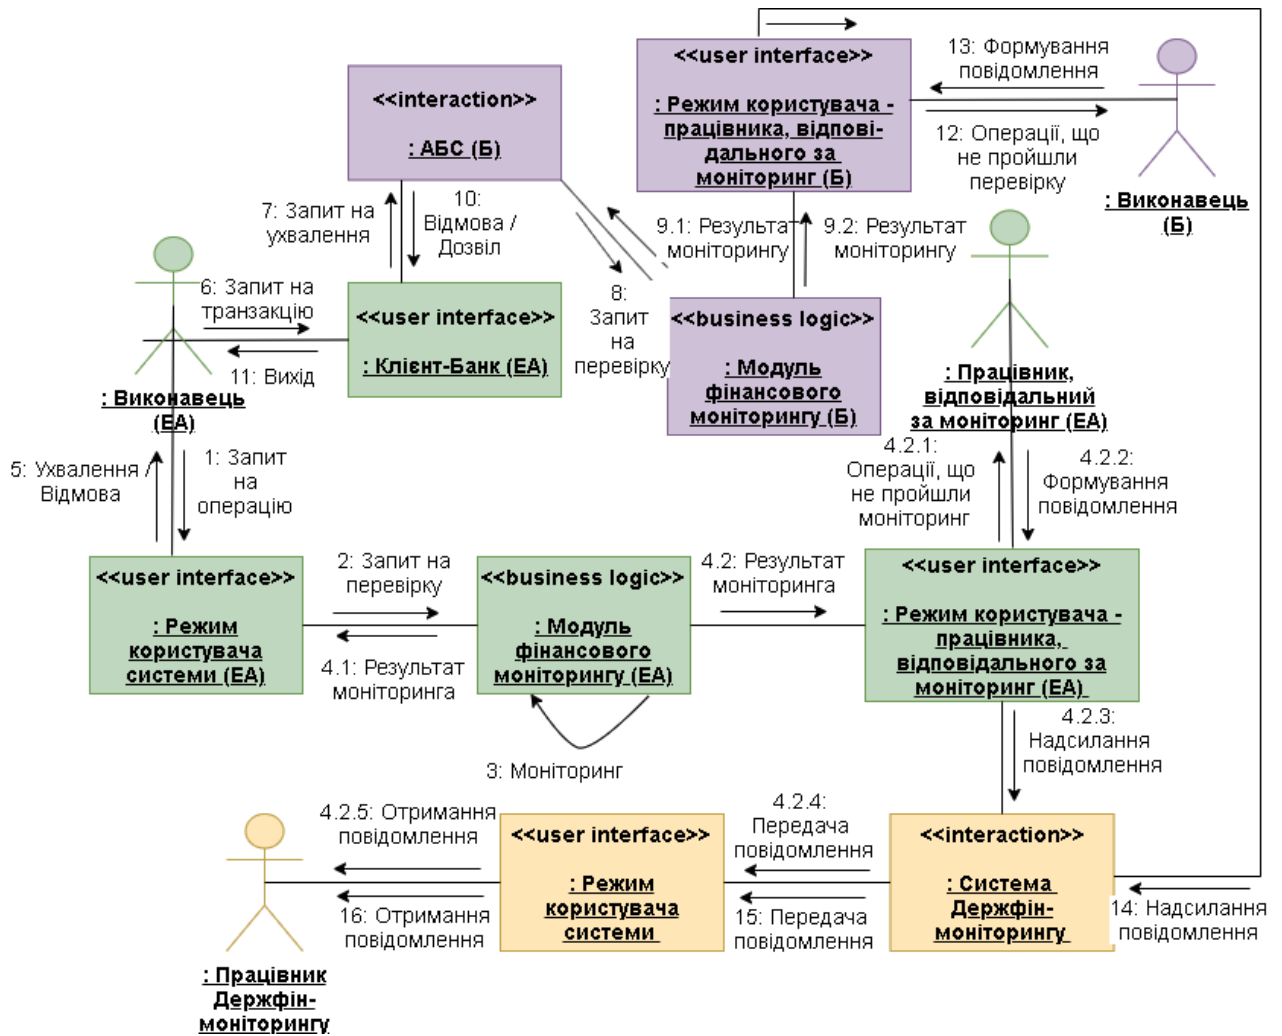 <<user interface>>
: Режим користувача -
працівника, відпові-
дального за
моніторинг (Б)
13: Формування
повідомлення
12: Операції, що
не пройшли
перевірку
: Виконавець
(Б)
<<interaction>>
: АБС (Б)
7: Запит на
ухвалення
10:
Відмова /
Дозвіл
9.1: Результат
моніторингу
9.2: Результат
моніторингу
8:
Запит
на
перевірку
6: Запит на
транзакцію
11: Вихід
: Виконавець
(ЕА)
<<user interface>>
: Клієнт-Банк (ЕА)
<<business logic>>
: Модуль
фінансового
моніторингу (Б)
: Працівник,
відповідальний
за моніторинг (ЕА)
5: Ухвалення /
Відмова
1: Запит
на
операцію
4.2.1:
Операції, що
не пройшли
моніторинг
4.2.2:
Формування
повідомлення
<<user interface>>
: Режим
користувача
системи (ЕА)
2: Запит на
перевірку
4.1: Результат
моніторинга
<<business logic>>
: Модуль
фінансового
моніторингу (ЕА)
4.2: Результат
моніторинга
<<user interface>>
: Режим користувача -
працівника,
відповідального за
моніторинг (ЕА)
3: Моніторинг
4.2.3:
Надсилання
повідомлення
4.2.5: Отримання
повідомлення
16: Отримання
повідомлення
<<user interface>>
: Режим
користувача
системи
4.2.4:
Передача
повідомлення
15: Передача
повідомлення
<<interaction>>
: Система
Держфін-
моніторингу
14: Надсилання
повідомлення
: Працівник
Держфін-
моніторингу